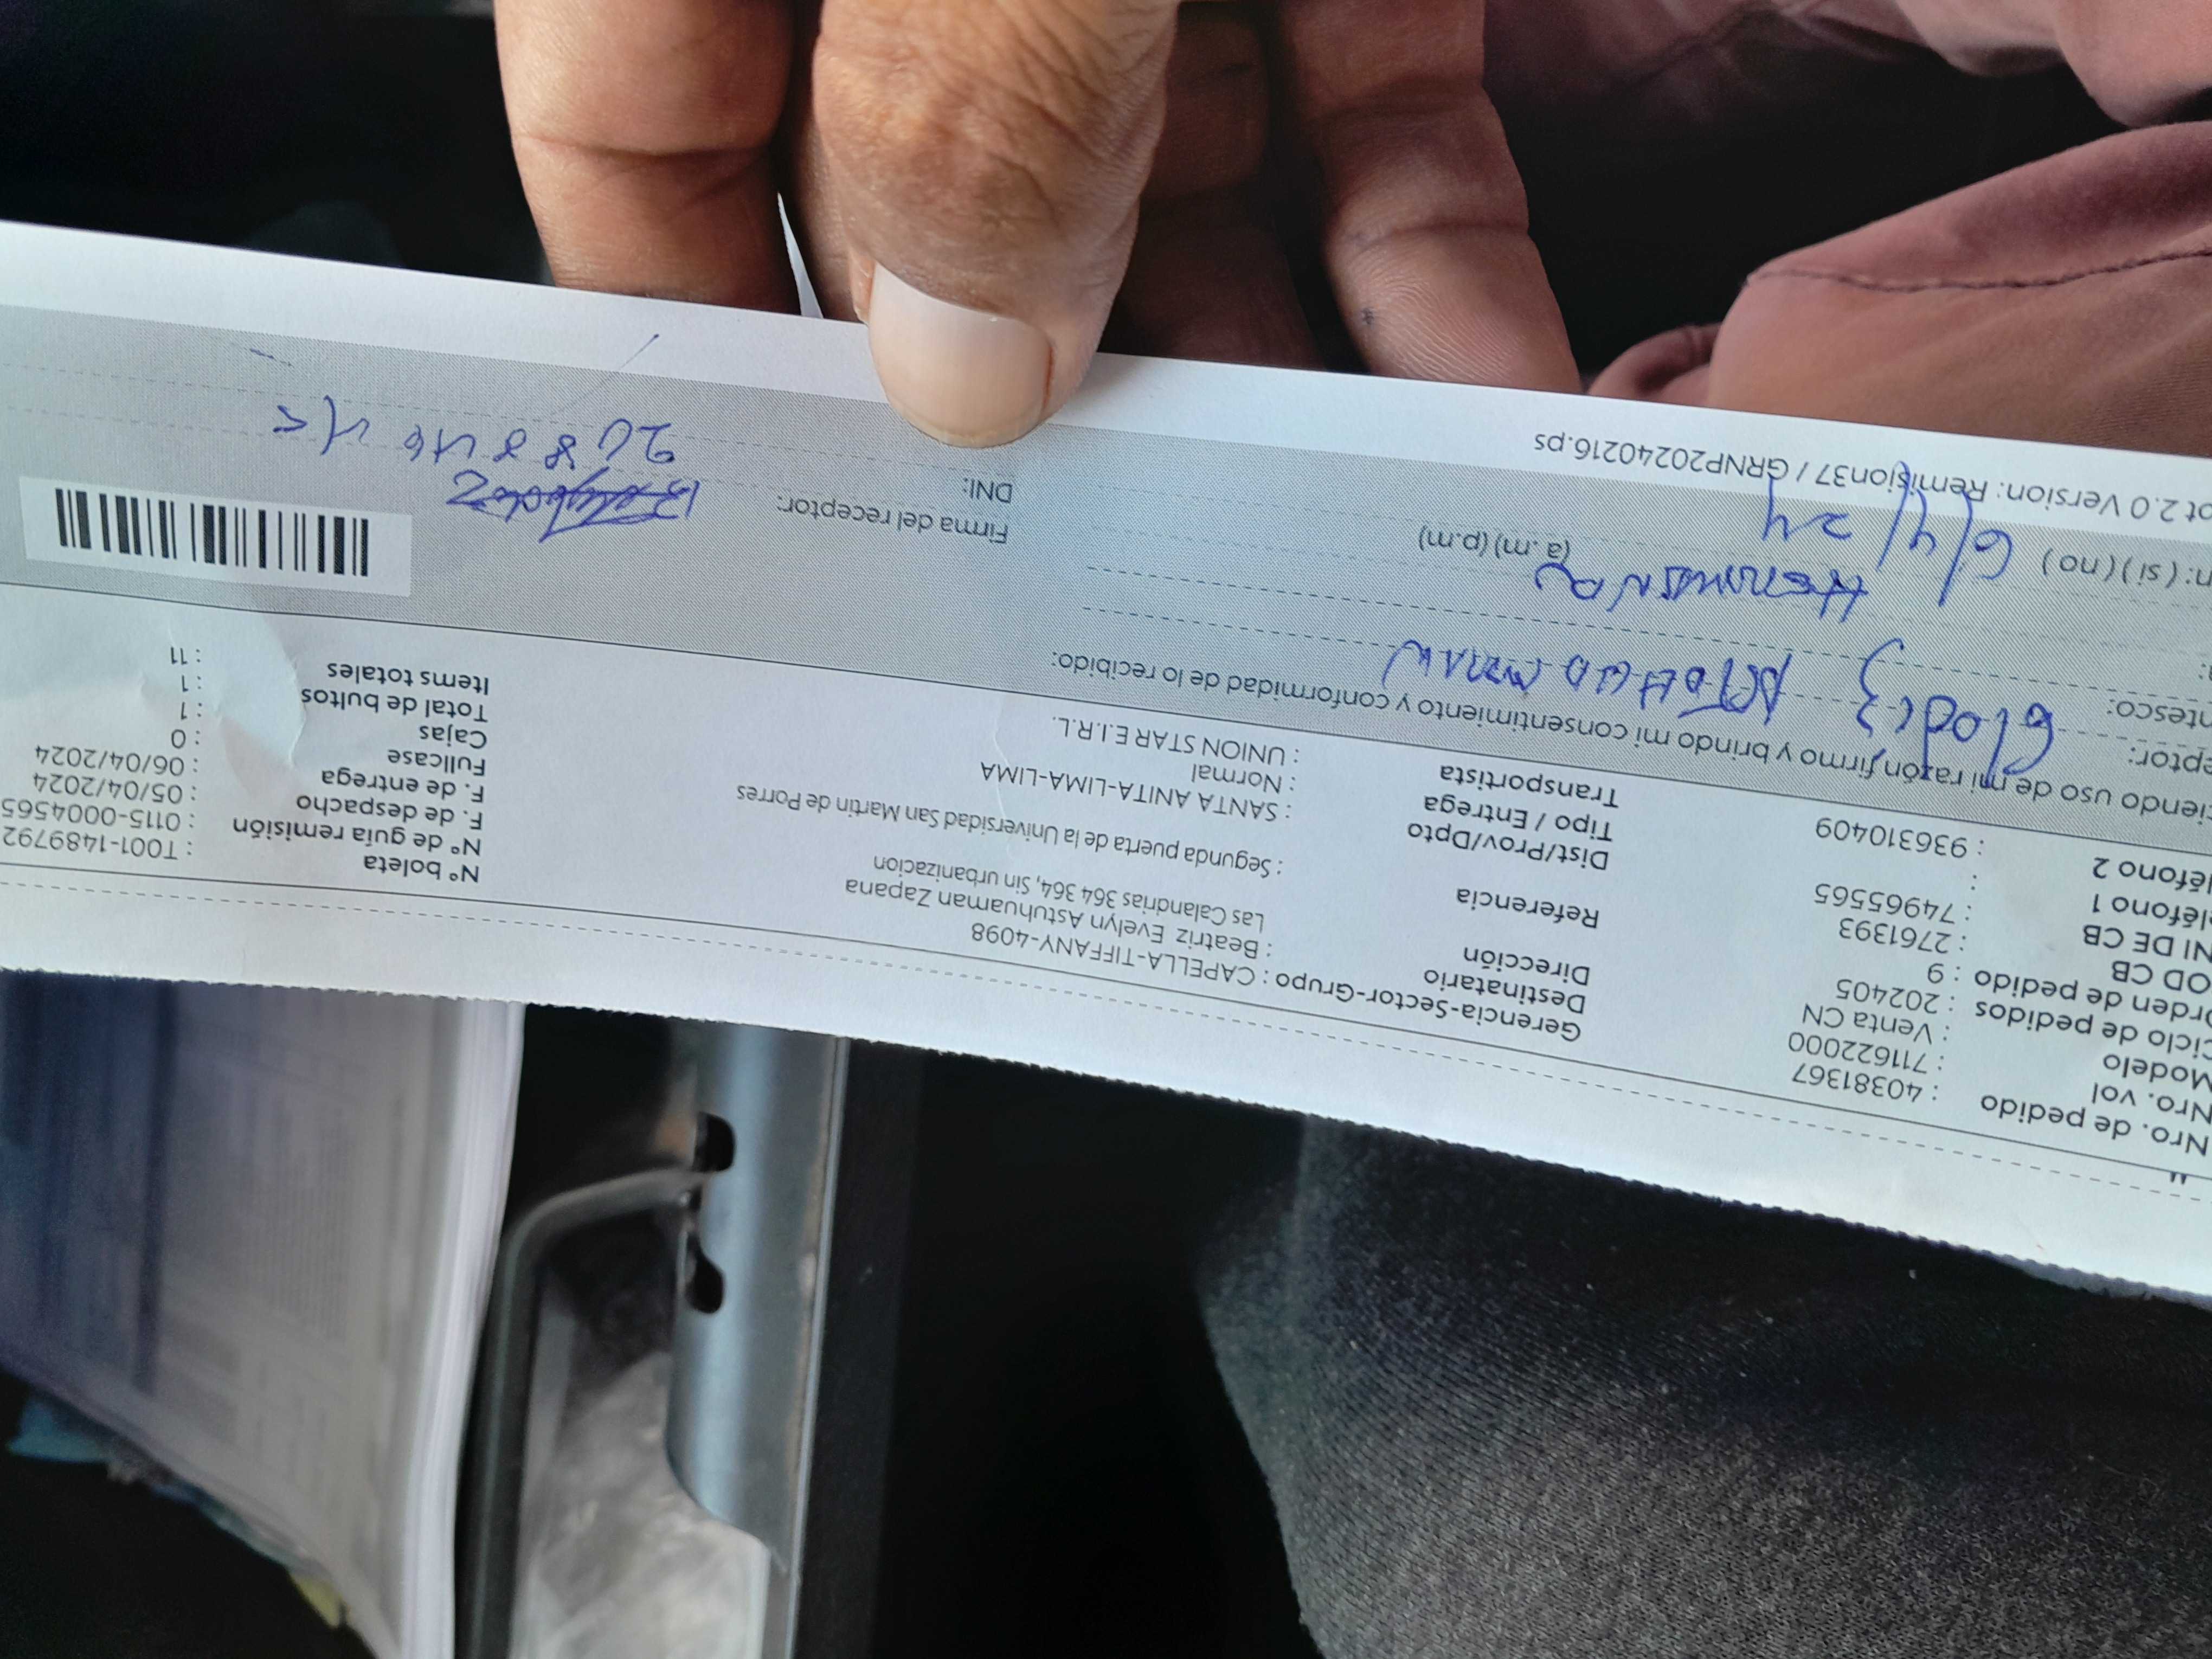 Nro. de pedido : 40381367
Nro. vol : 711622000
Modelo : Venta CN
ciclo de pedidos : 202405
rden de pedido : 9
OD CB : 2761393
NI DE CB : 74965565
eléfono 1 :
léfono 2 : 936310409
Gerencia-Sector-Grupo : CAPELLA-TIFFANY-4098
Destinatario : Beatriz Evelyn Astuhuaman Zapana
Dirección Las Calandrias 364 364, Sin urbanizacion
Referencia : Segunda puerta de la Universidad San Martin de Porres
Dist/Prov/Dpto : SANTA ANITA-LIMA-LIMA
Tipo / Entrega : Normal
Transportista : UNION STAR E.I.R.L.
N° boleta : T001-1489792
N° de guía remisión : 0115-0004565
F. de despacho : 05/04/2024
F. de entrega : 06/04/2024
Fullcase : 0
Cajas : 1
Total de bultos : 1
Items totales : 11
ciendo uso de mi razón firmo y brindo mi consentimiento y conformidad de lo recibido:
eptor:
ntesco: Hermana
n: (si) (no) 6/4/24 (a. m) (p.m)
Firma del receptor:
DNI:
ot 2.0 Version: Remision37 / GRNP20240216.ps